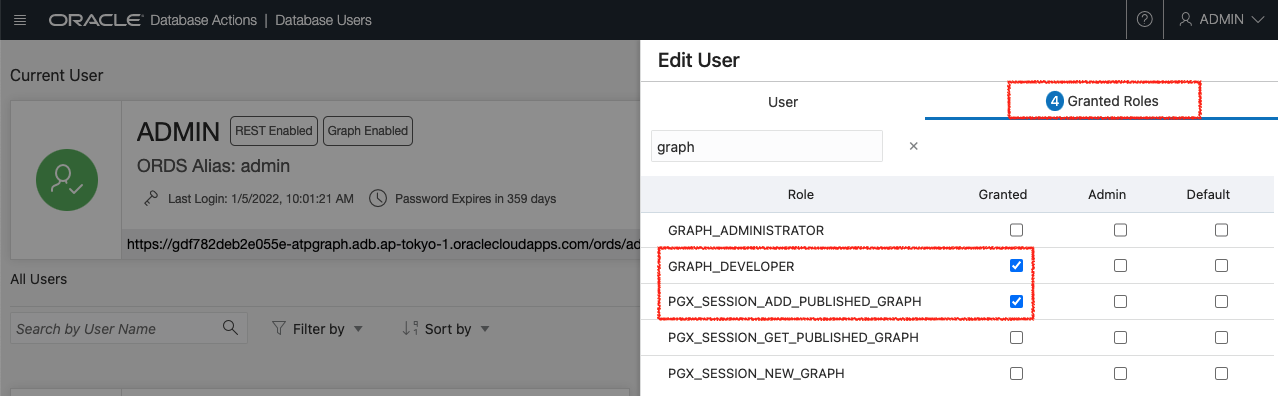 ORACLE Database Actions | Database Users
ADMIN
Current User
ADMIN REST Enabled Graph Enabled
ORDS Alias: admin
Last Login: 1/5/2022, 10:01:21 AM Password Expires in 359 days
https://gdf782deb2e055e-atpgraph.adb.ap-tokyo-1.oraclecloudapps.com/ords/ad
All Users
Search by User Name Filter by Sort by
Edit User
User 4 Granted Roles
graph
Role Granted Admin Default
GRAPH_ADMINISTRATOR
GRAPH_DEVELOPER
PGX_SESSION_ADD_PUBLISHED_GRAPH
PGX_SESSION_GET_PUBLISHED_GRAPH
PGX_SESSION_NEW_GRAPH